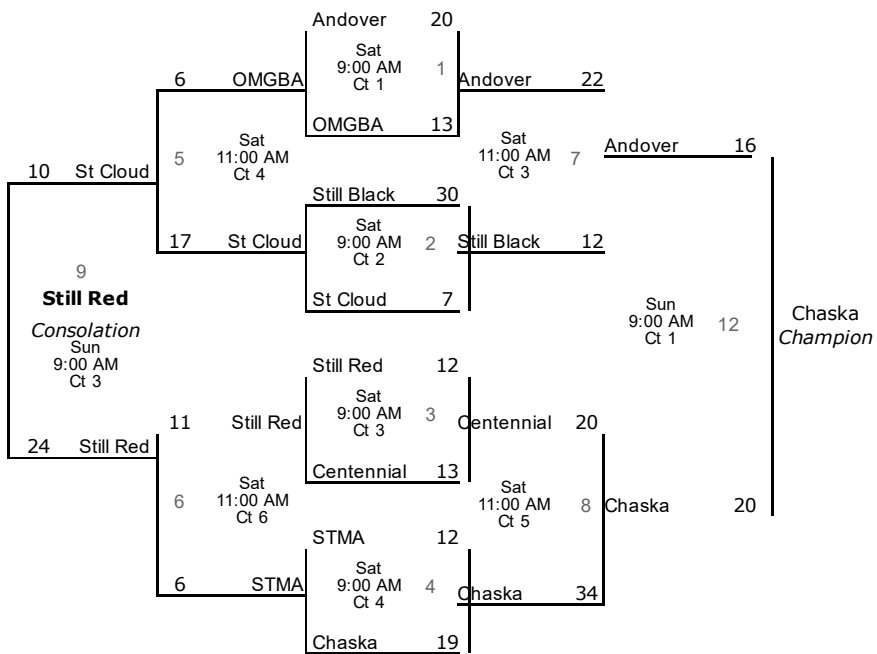 Andover 20
Sat
9:00 AM
Ct 1
1
6 OMGBA
Andover 22
OMGBA 13
5
Sat
11:00 AM
Ct 4
Sat
11:00 AM
Ct 3
7
Andover 16
10 St Cloud
Still Black 30
Sat
9:00 AM
Ct 2
2
17 St Cloud
Still Black 12
St Cloud 7
9
Still Red
Consolation
Sun
9:00 AM
Ct 3
Sun
9:00 AM
Ct 1
12
Chaska
Champion
Still Red 12
Sat
9:00 AM
Ct 3
3
11 Still Red
Centennial 20
24 Still Red
Centennial 13
6
Sat
11:00 AM
Ct 6
Sat
11:00 AM
Ct 5
8
Chaska 20
STMA 12
Sat
9:00 AM
Ct 4
4
6 STMA
Chaska 34
Chaska 19